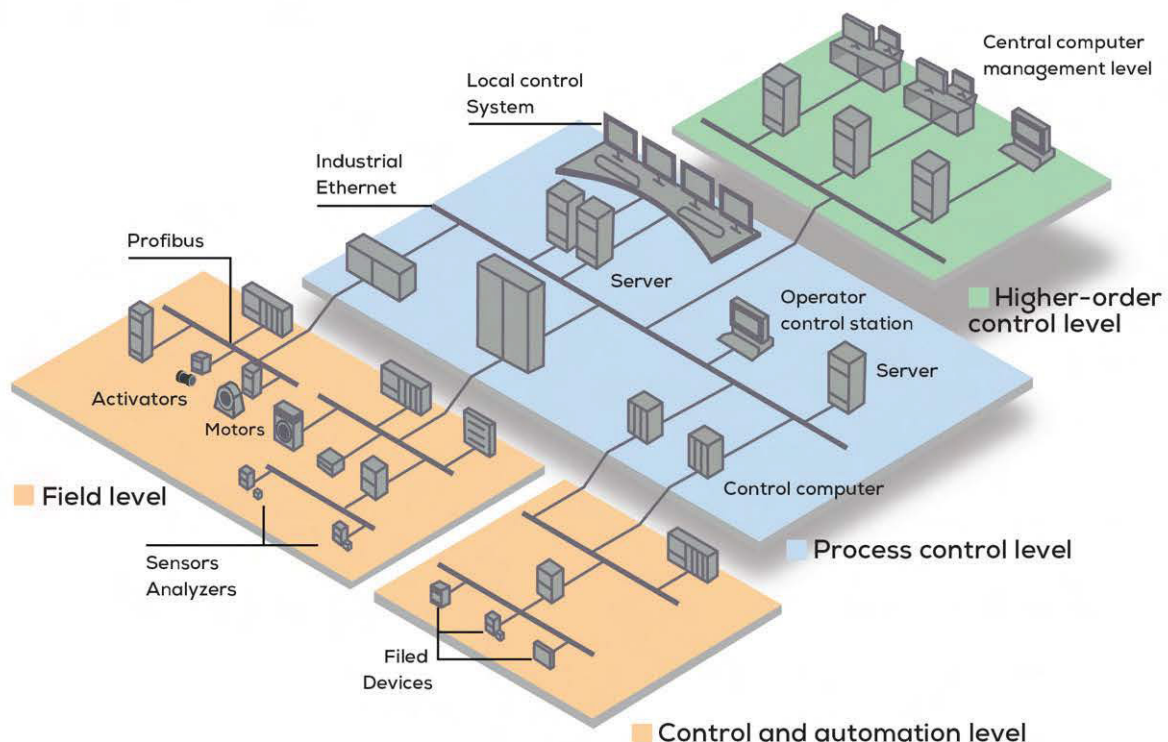 Central computer
management level
Local control
System
Industrial
Ethernet
Profibus
Server
Operator
control station
Higher-order
control level
Server
Activators
Motors
Control computer
Field level
Process control level
Sensors
Analyzers
Filed
Devices
Control and automation level